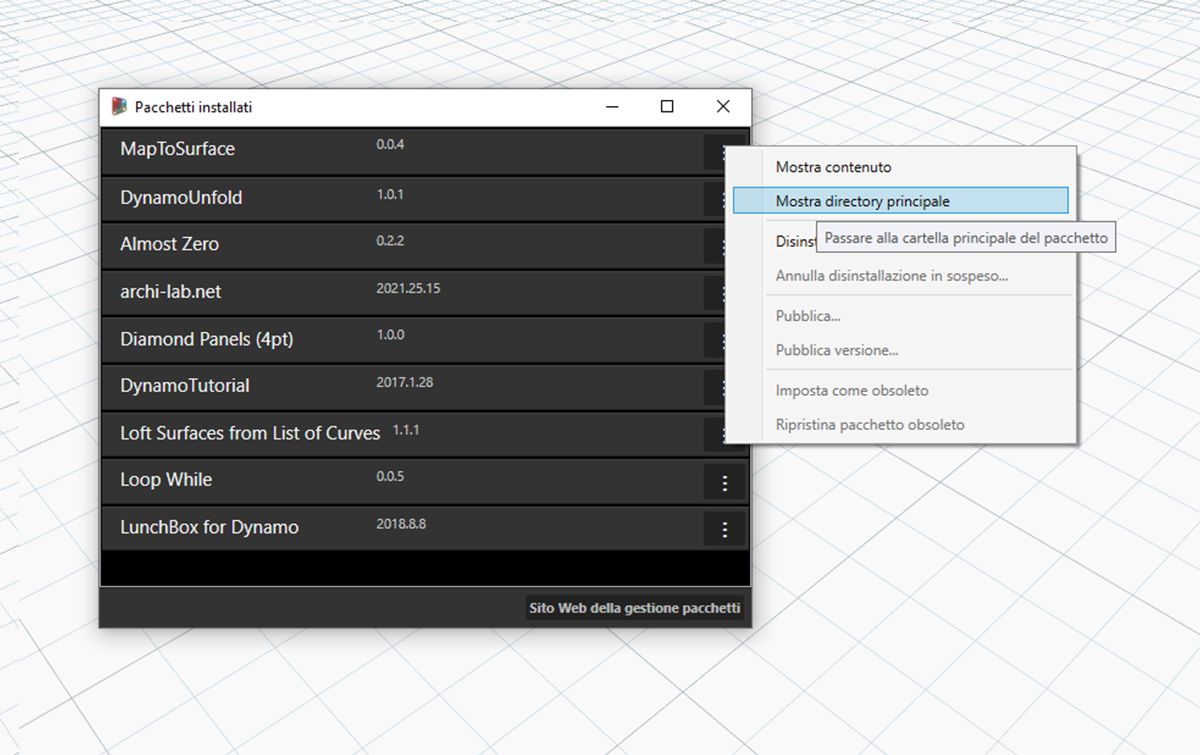 Pacchetti installati
MapToSurface 0.0.4
DynamoUnfold 1.0.1
Almost Zero 0.2.2
archi-lab.net 2021.25.15
Diamond Panels (4pt) 1.0.0
DynamoTutorial 2017.1.28
Loft Surfaces from List of Curves 1.1.1
Loop While 0.0.5
LunchBox for Dynamo 2018.8.8
Sito Web della gestione pacchetti
Mostra contenuto
Mostra directory principale
Passare alla cartella principale del pacchetto
Annulla disinstallazione in sospeso...
Pubblica...
Pubblica versione...
Imposta come obsoleto
Ripristina pacchetto obsoleto